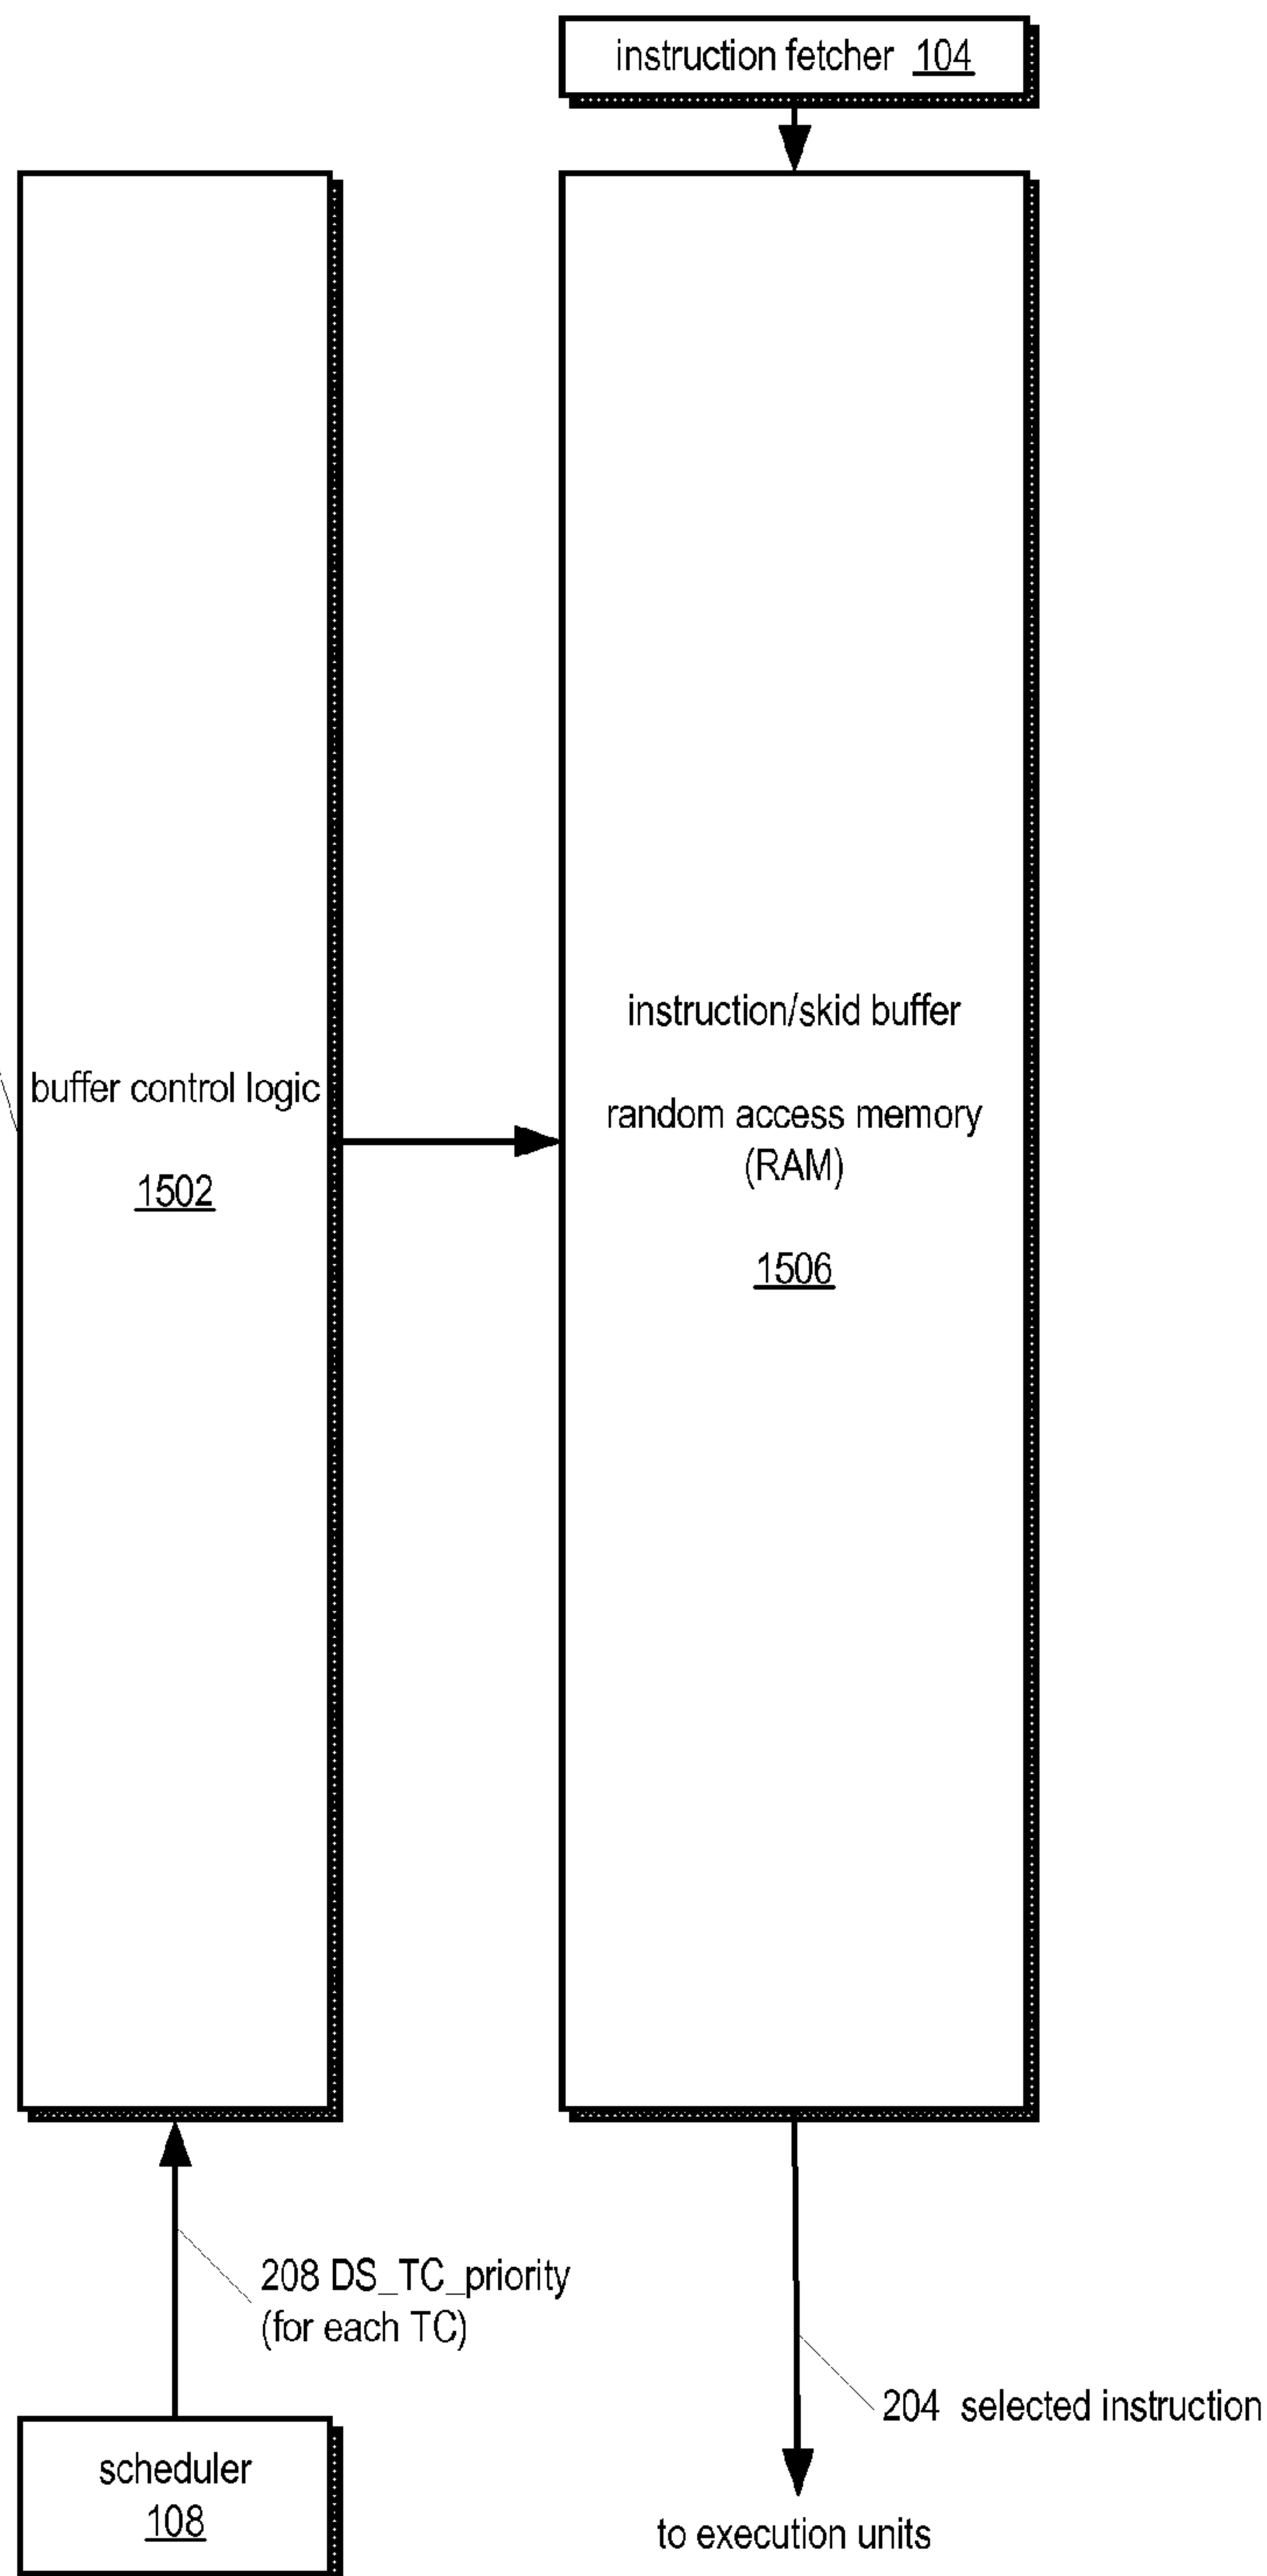 instruction fetcher 104
buffer control logic
1502
instruction/skid buffer
random access memory
(RAM)
1506
208 DS_TC_priority
(for each TC)
204 selected instruction
scheduler
108
to execution units